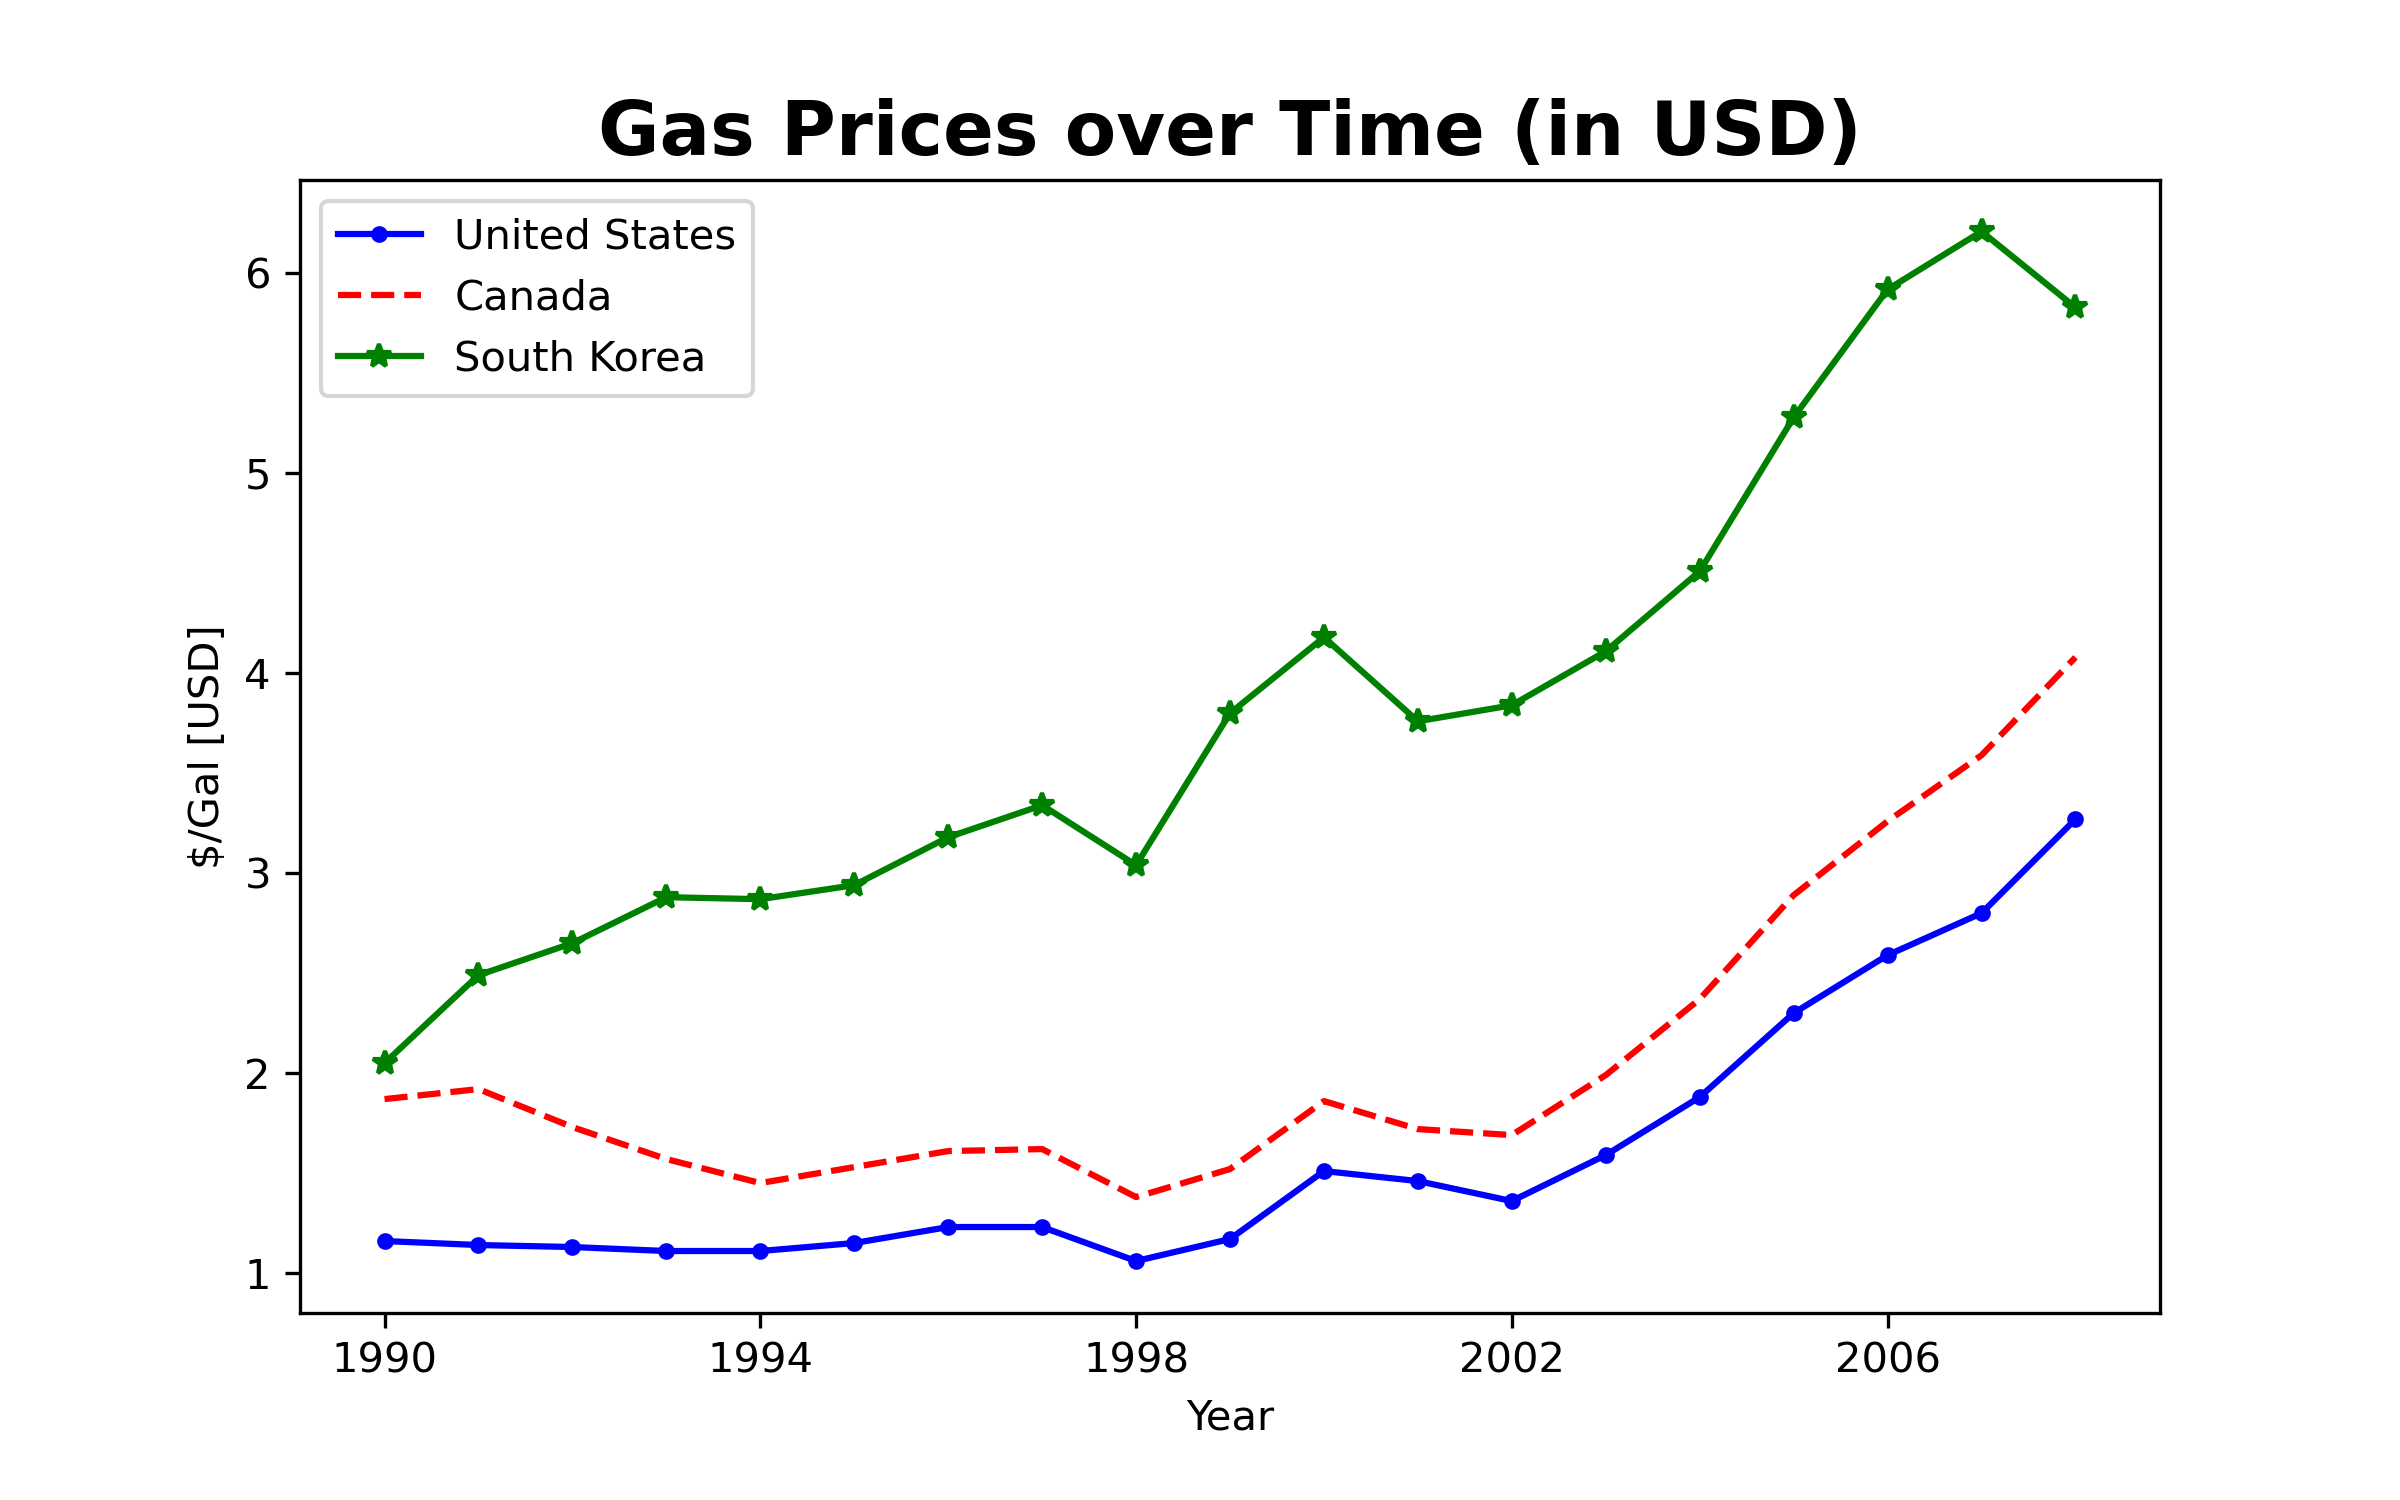 Gas Prices over Time (in USD)
United States
Canada
South Korea
6
5
4
3
2
1
$/Gal [USD]
1990 1994 1998 2002 2006
Year